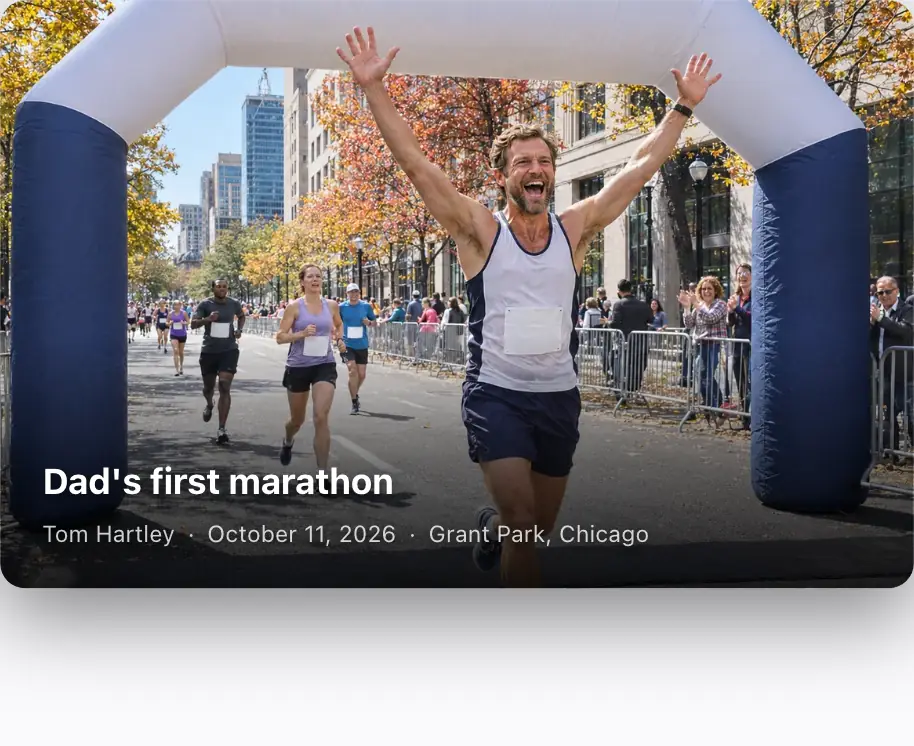 Dad's first marathon
Tom Hartley · October 11, 2026 · Grant Park, Chicago